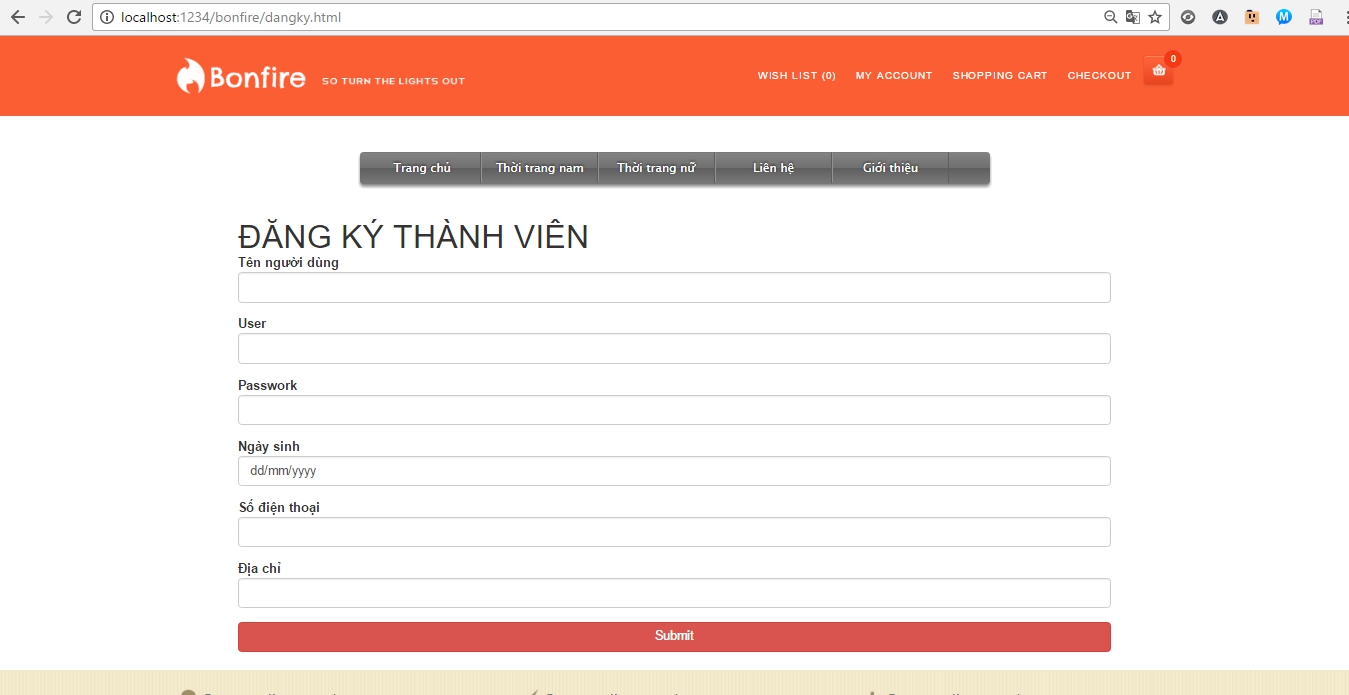 localhost:1234/bonfire/dangky.html
Bonfire SO TURN THE LIGHTS OUT WISH LIST (0) MY ACCOUNT SHOPPING CART CHECKOUT 0
Trang chủ Thời trang nam Thời trang nữ Liên hệ Giới thiệu
ĐĂNG KÝ THÀNH VIÊN
Tên người dùng
User
Passwork
Ngày sinh
dd/mm/yyyy
Số điện thoại
Địa chỉ
Submit